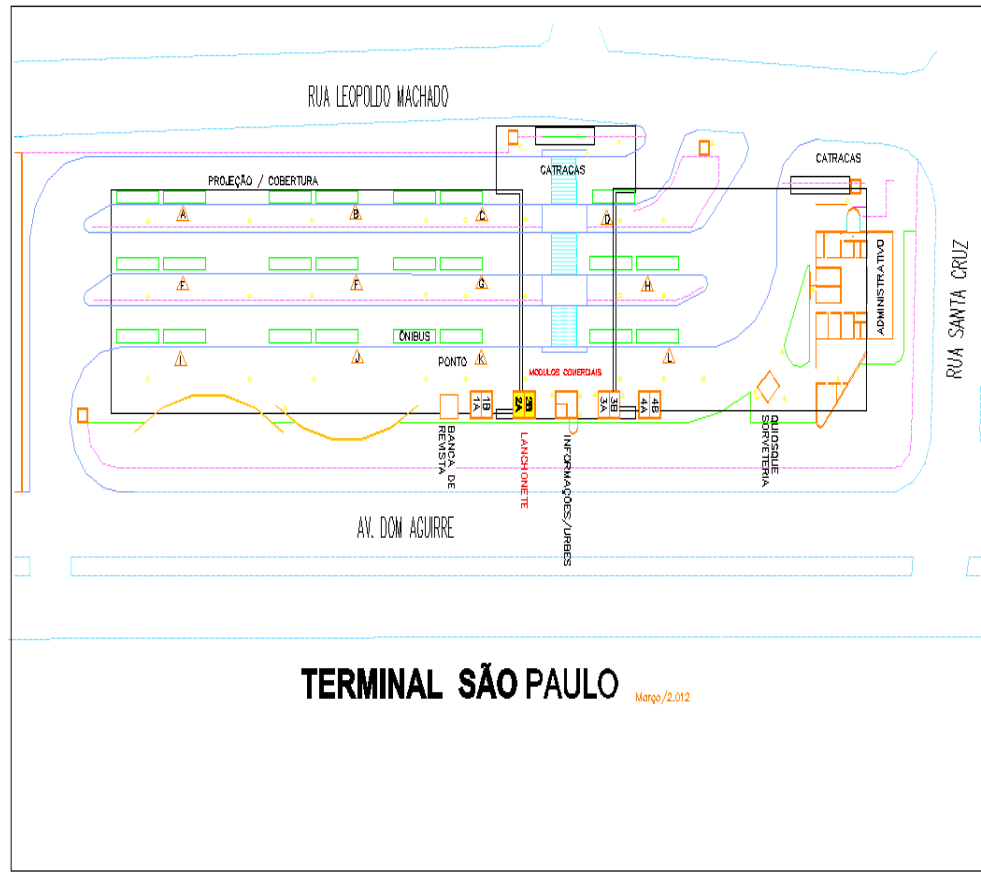 RUA LEOPOLDO MACHADO
CATRACAS
CATRACAS
PROJEÇÃO / COBERTURA
A
B
C
D
ADMINISTRATIVO
RUA SANTA CRUZ
F
F
G
H
ÔNIBUS
PONTO
I
J
K
L
MODULOS COMERCIAIS
1A
1B
2A
2B
3A
3B
4A
4B
BANCA DE
REVISTA
LANCHONETE
INFORMAÇÕES/URBES
QUIOSQUE
SORVETERIA
AV. DOM AGUIRRE
TERMINAL SÃO PAULO
Março/2.012